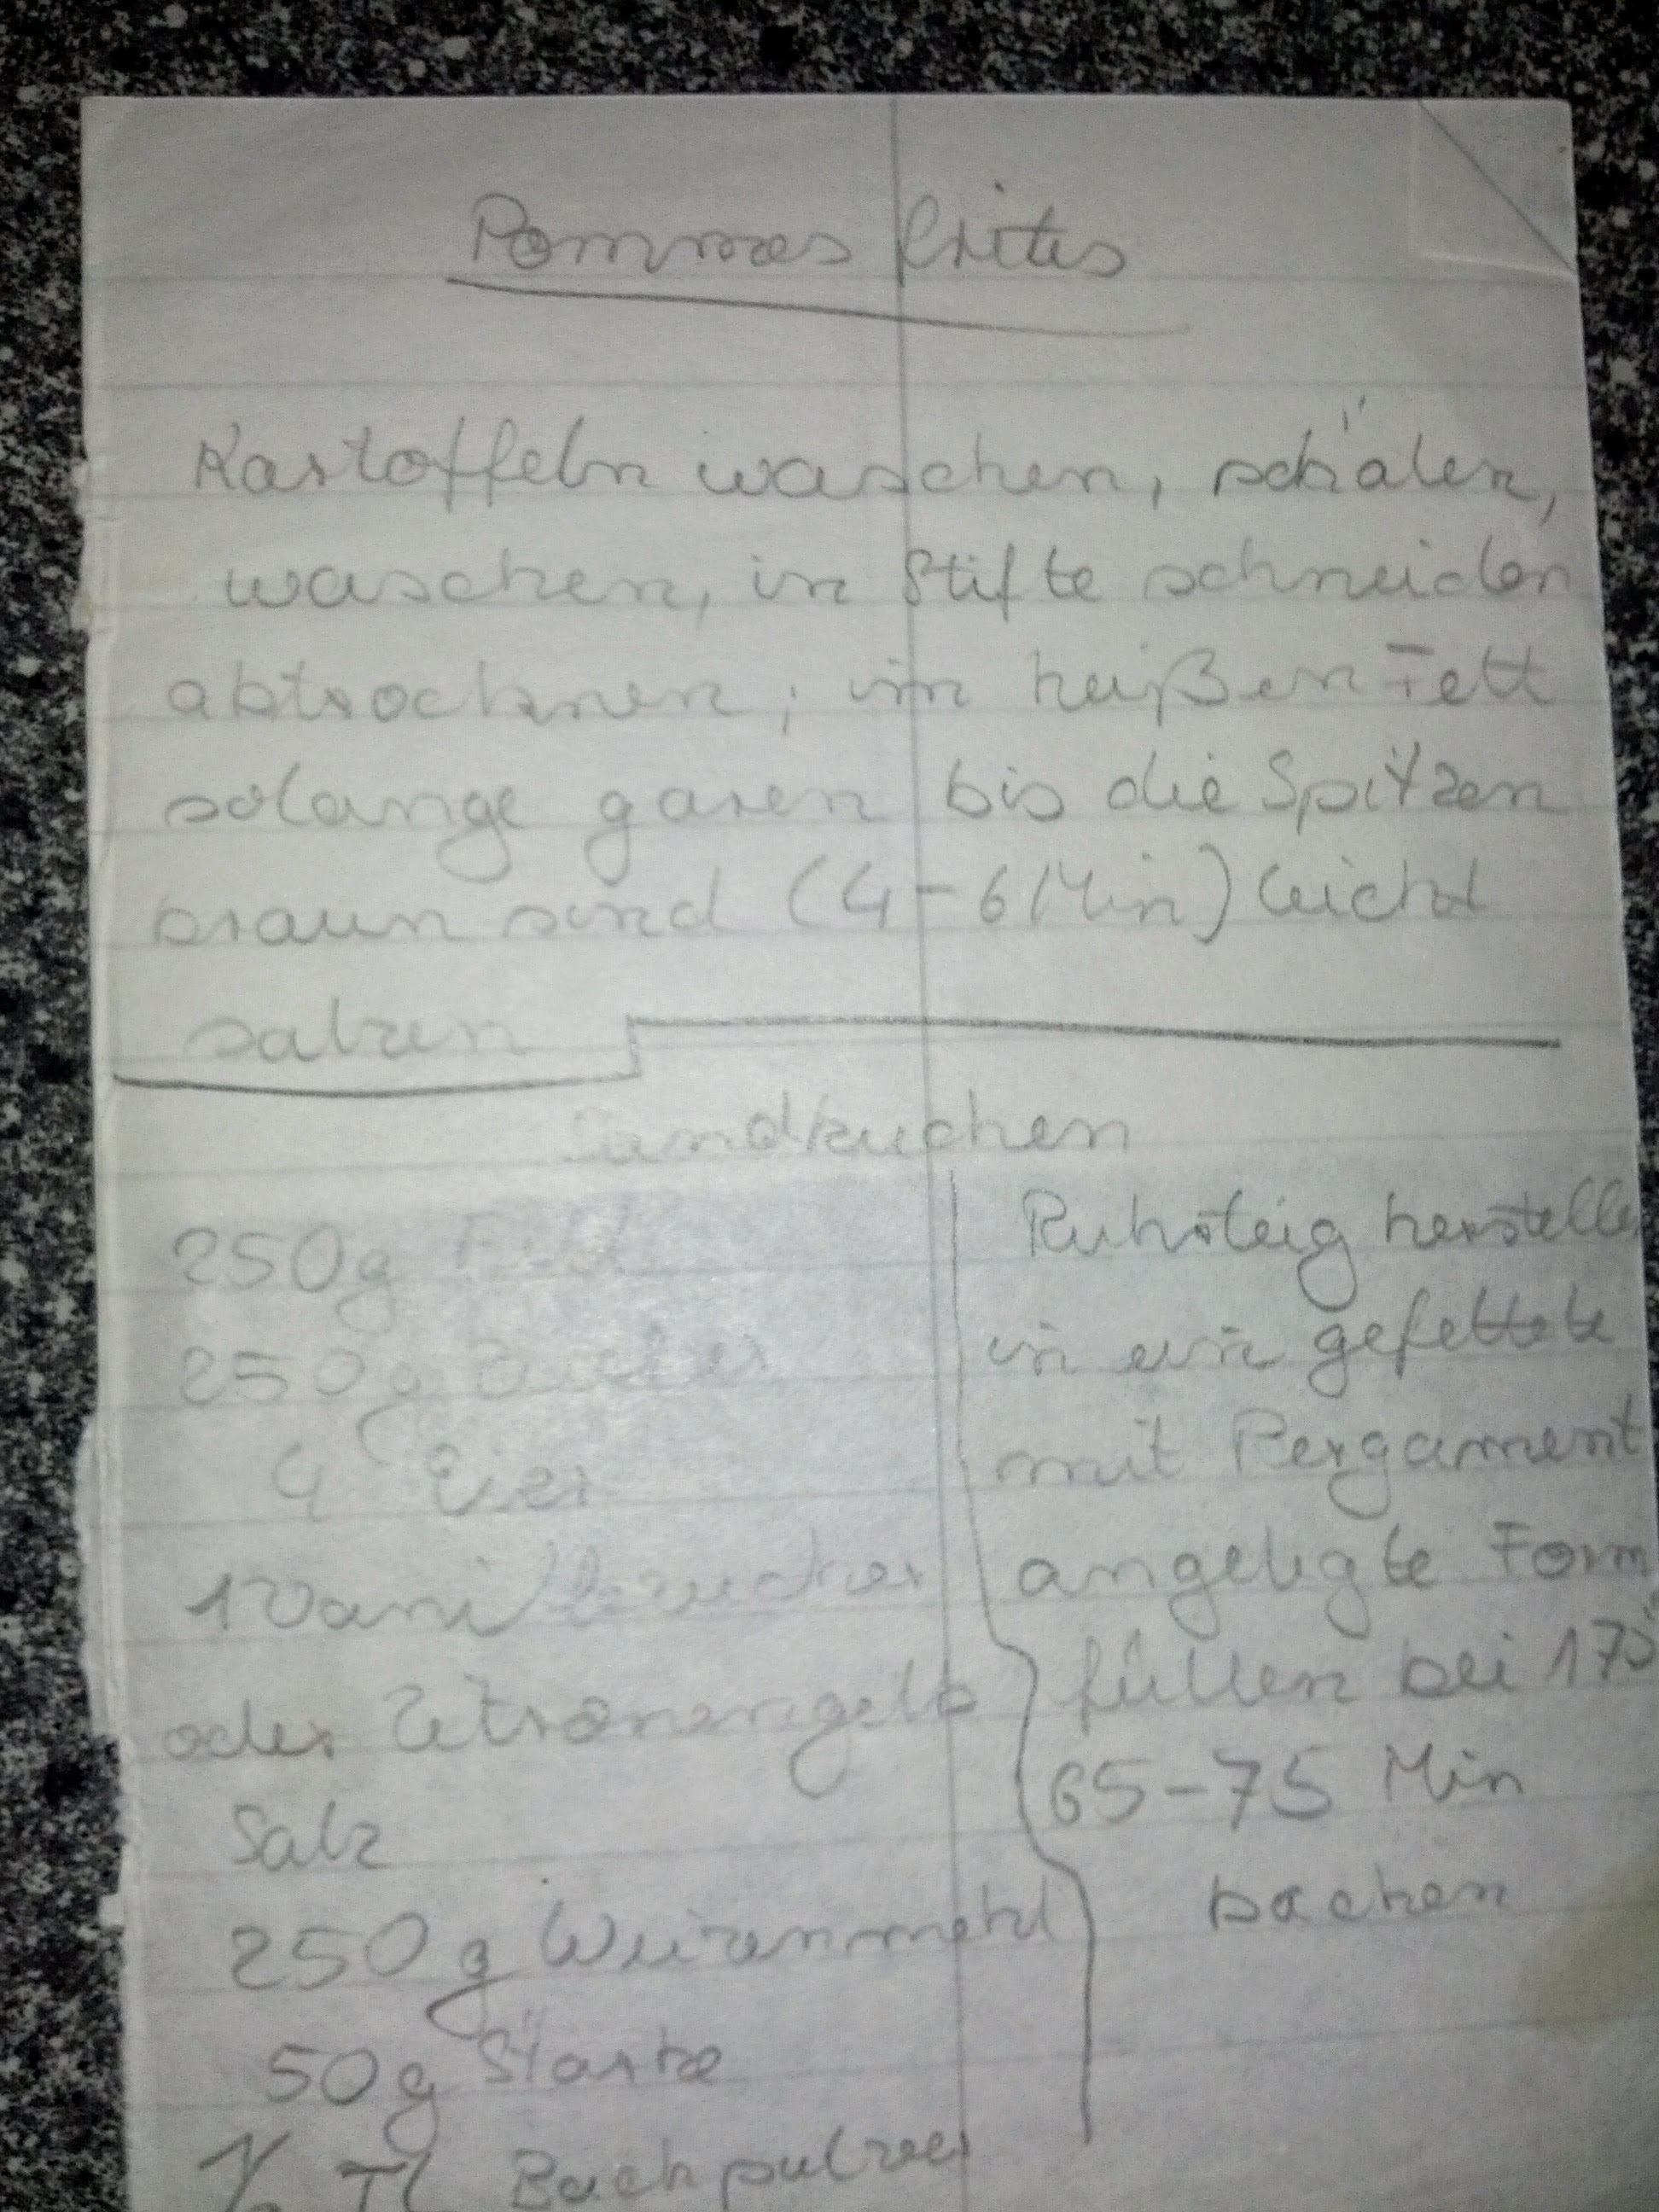 Pommes frites
Kartoffeln waschen, schälen,
waschen, in Stifte schneiden
abtrocknen, im heißen Fett
solange garen bis die Spitzen
braun sind (4-6 Min) leicht
salzen
Sandkuchen
250g Fett
250g Zucker
4 Eier
1 Vanillezucker
oder Zitronengelb
Salz
250g Weizenmehl
50g Stärke
Tl Backpulver
Rührteig herstelle
in ein gefettete
mit Pergament
angelegte Form
füllen bei 175°
65-75 Min
backen